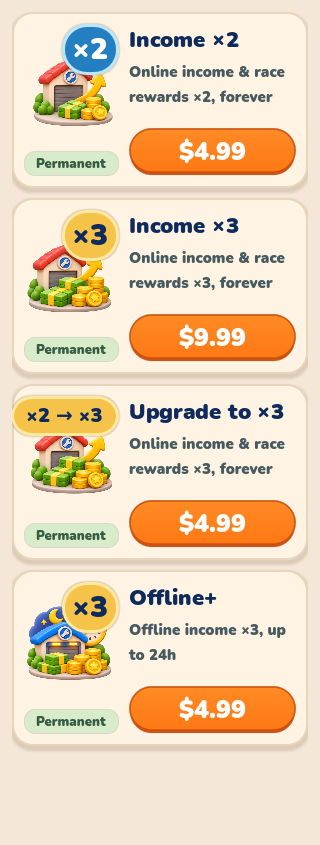 ×2
Income ×2
Online income & race
rewards ×2, forever
Permanent
$4.99
×3
Income ×3
Online income & race
rewards ×3, forever
Permanent
$9.99
×2 → ×3
Upgrade to ×3
Online income & race
rewards ×3, forever
Permanent
$4.99
×3
Offline+
Offline income ×3, up
to 24h
Permanent
$4.99